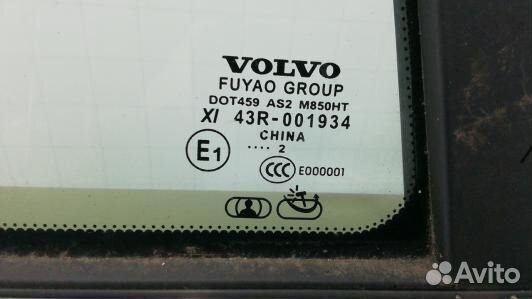 VOLVO
FUYAO GROUP
DOT459 AS2 M850HT
XI 43R-001934
CHINA
.... 2
E1
CCC E000001
Avito